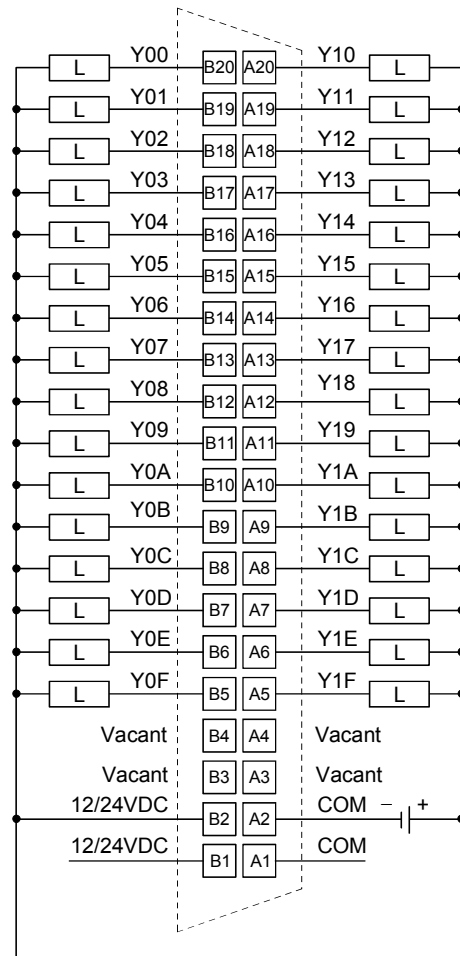 L Y00 B20 A20 Y10 L
L Y01 B19 A19 Y11 L
L Y02 B18 A18 Y12 L
L Y03 B17 A17 Y13 L
L Y04 B16 A16 Y14 L
L Y05 B15 A15 Y15 L
L Y06 B14 A14 Y16 L
L Y07 B13 A13 Y17 L
L Y08 B12 A12 Y18 L
L Y09 B11 A11 Y19 L
L Y0A B10 A10 Y1A L
L Y0B B9 A9 Y1B L
L Y0C B8 A8 Y1C L
L Y0D B7 A7 Y1D L
L Y0E B6 A6 Y1E L
L Y0F B5 A5 Y1F L
Vacant B4 A4 Vacant
Vacant B3 A3 Vacant
12/24VDC B2 A2 COM − +
12/24VDC B1 A1 COM